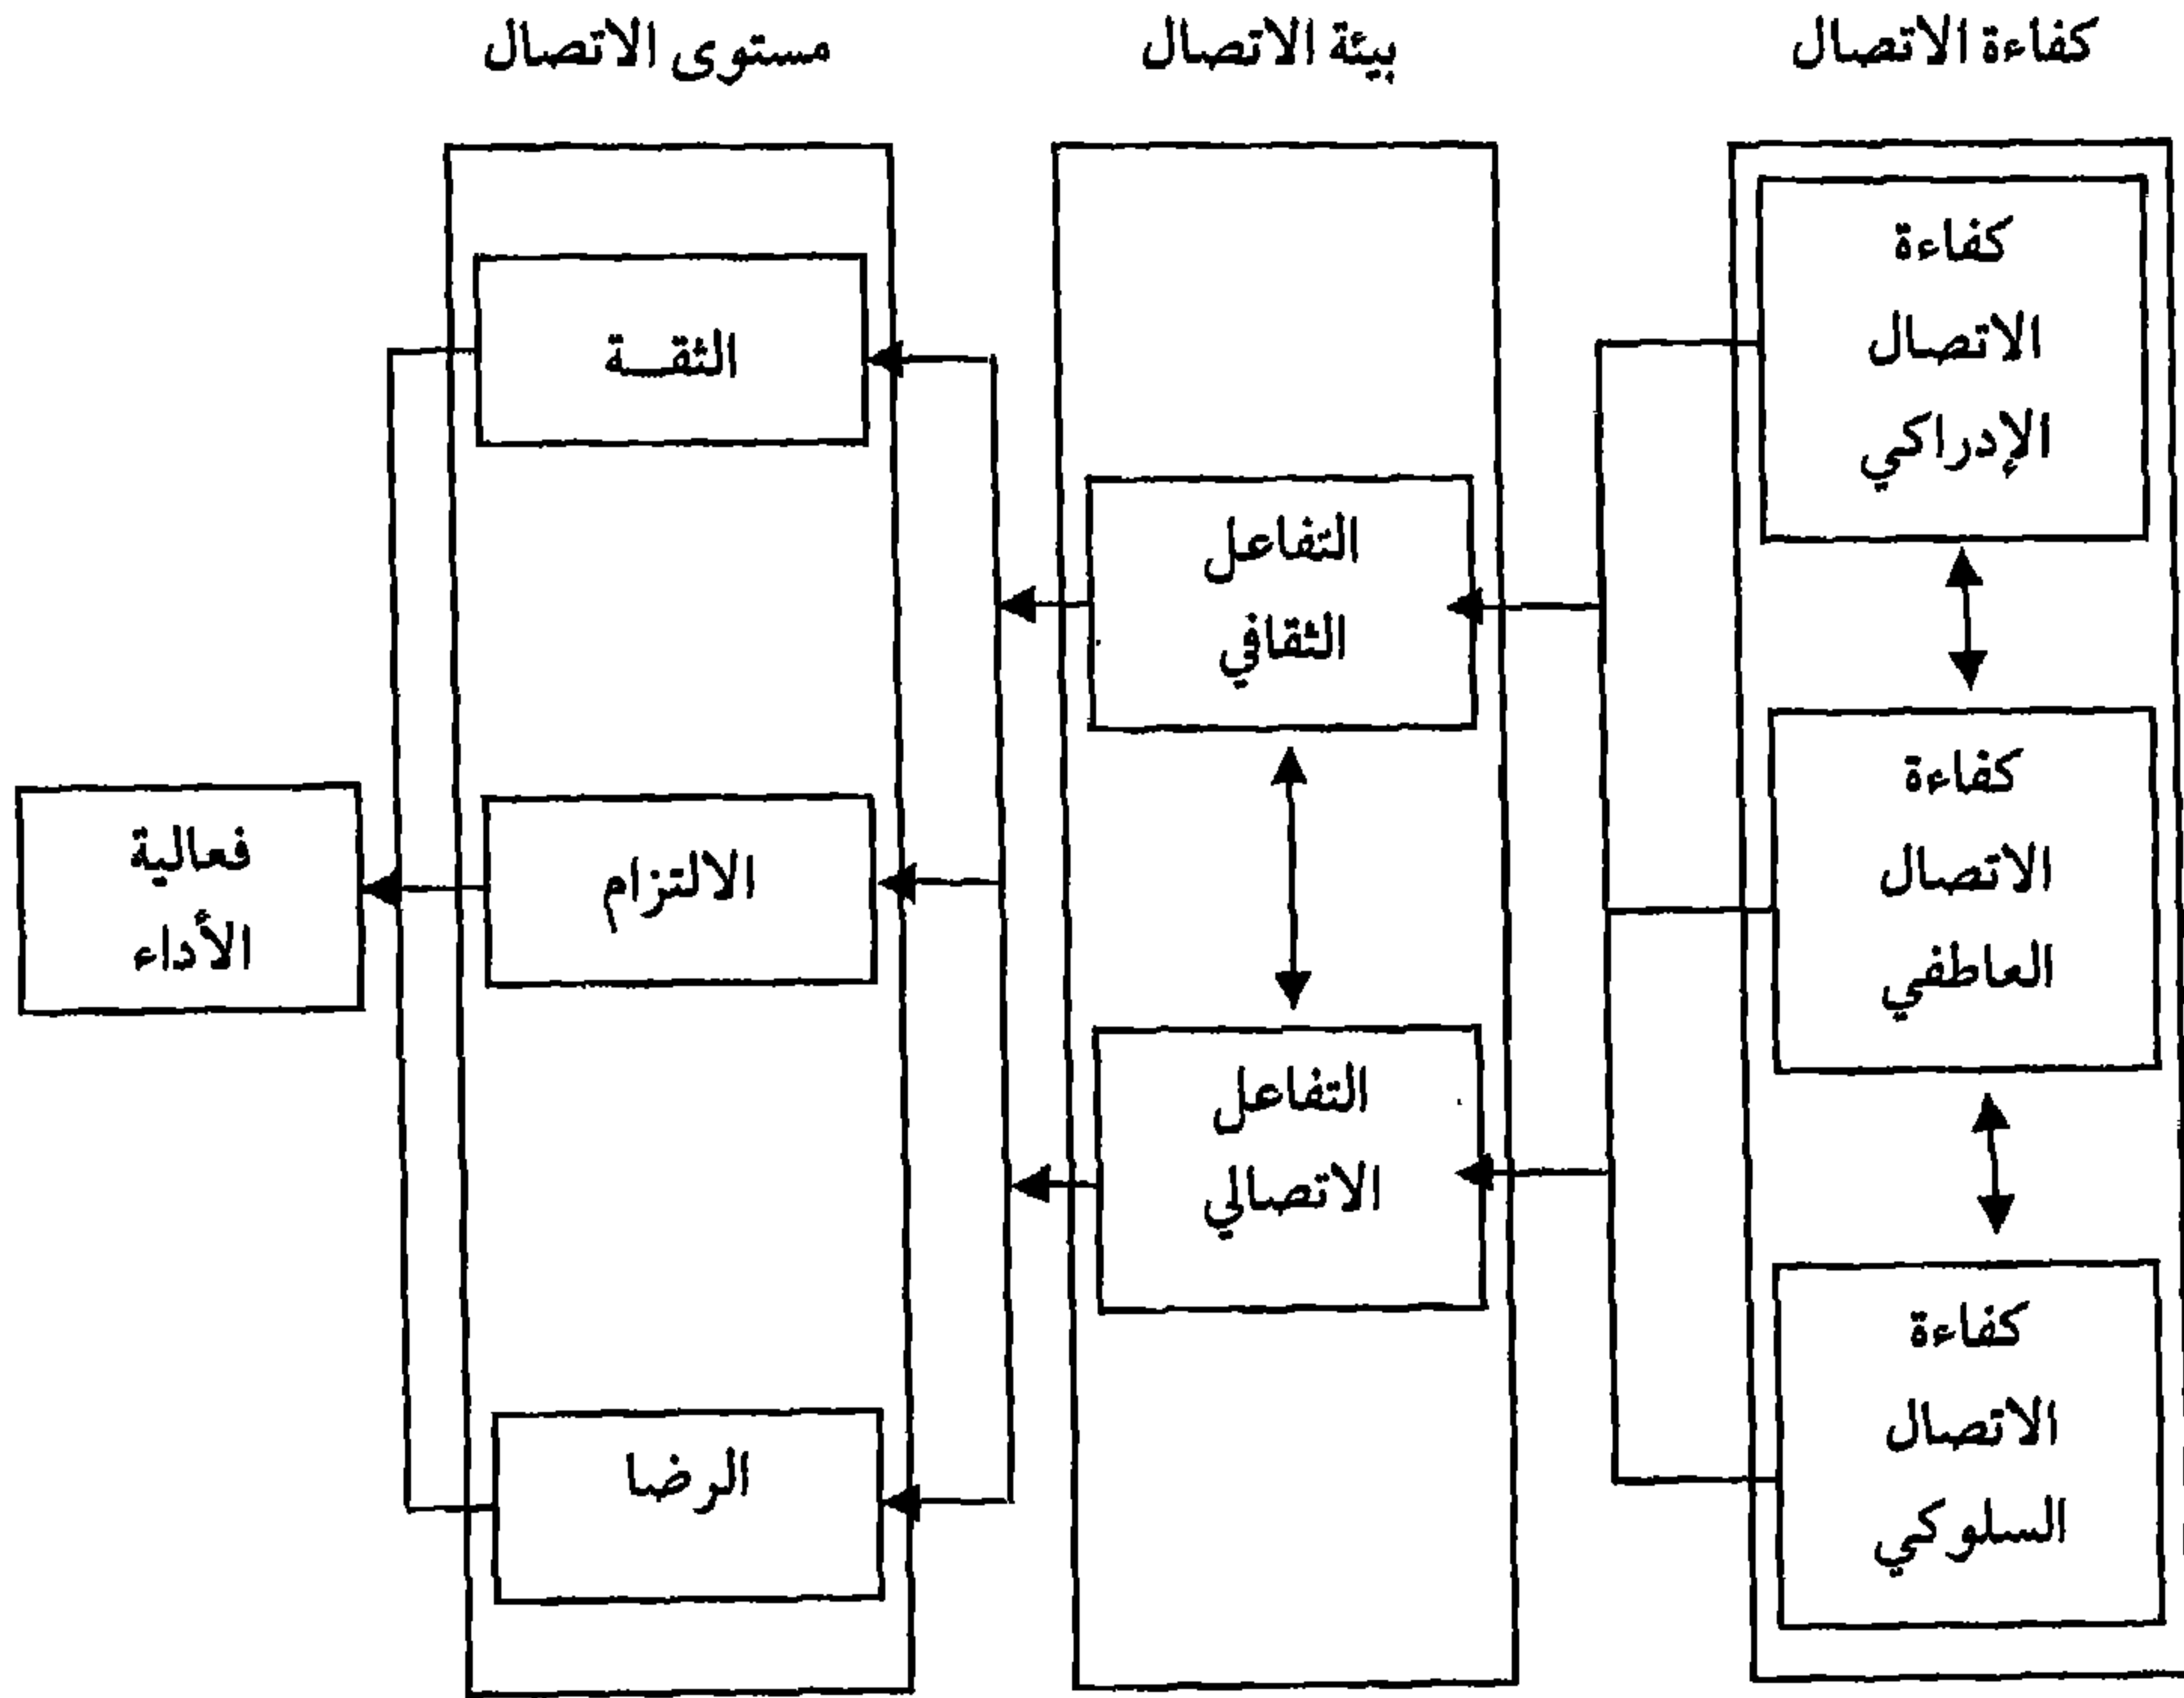 كفاءة الاتصال
بيئة الاتصال
مستوى الاتصال
كفاءة
الاتصال
الإدراكي
كفاءة
الاتصال
العاطفي
كفاءة
الاتصال
السلوكي
التفاعل
الثقافي
التفاعل
الاتصالي
الثقــة
الالتزام
الرضا
فعالية
الأداء